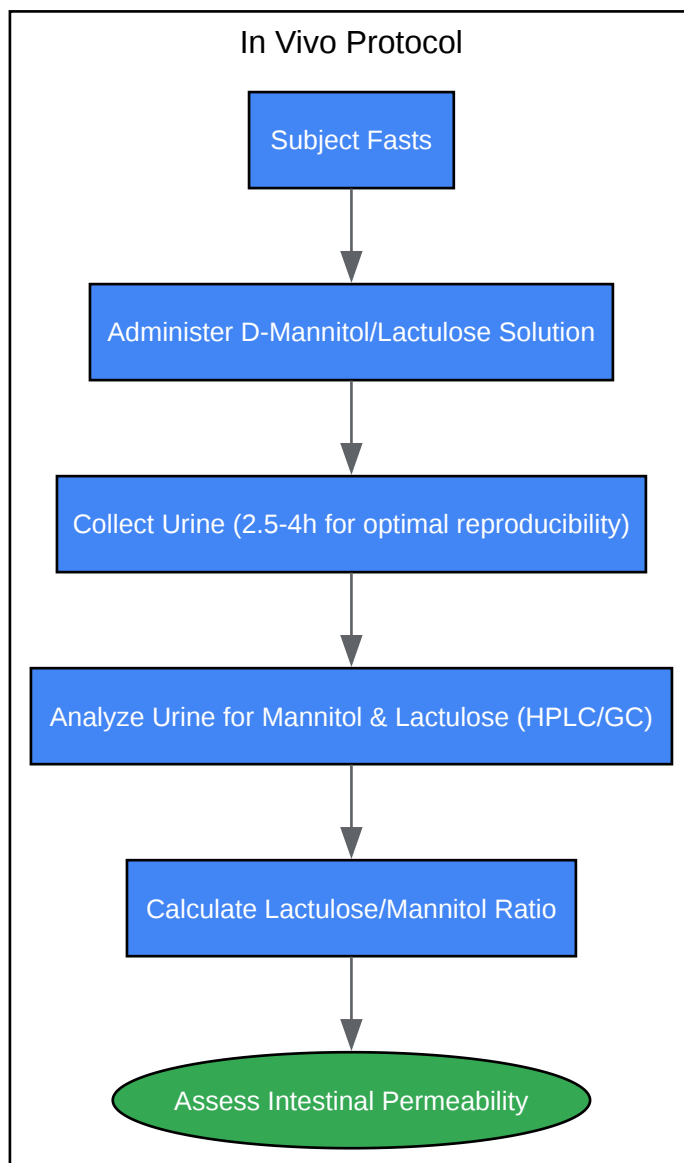 In Vivo Protocol
Subject Fasts
Administer D-Mannitol/Lactulose Solution
Collect Urine (2.5-4h for optimal reproducibility)
Analyze Urine for Mannitol & Lactulose (HPLC/GC)
Calculate Lactulose/Mannitol Ratio
Assess Intestinal Permeability